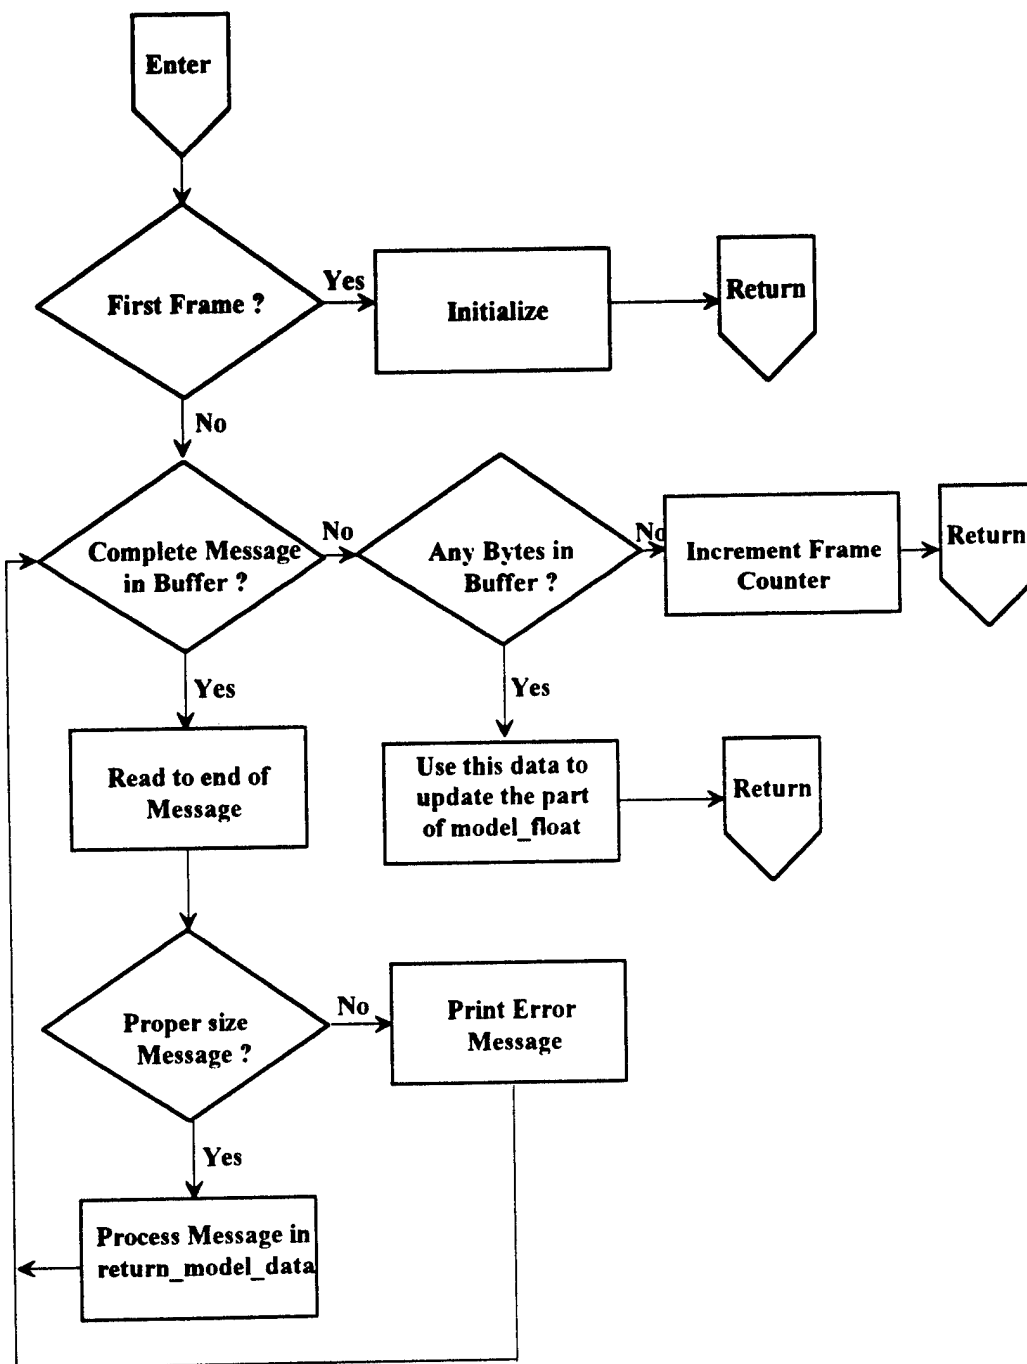 Enter
First Frame ?
Yes
Initialize
Return
No
Complete Message
in Buffer ?
No
Any Bytes in
Buffer ?
No
Increment Frame
Counter
Return
Yes
Read to end of
Message
Yes
Use this data to
update the part
of model_float
Return
Proper size
Message ?
No
Print Error
Message
Yes
Process Message in
return_model_data